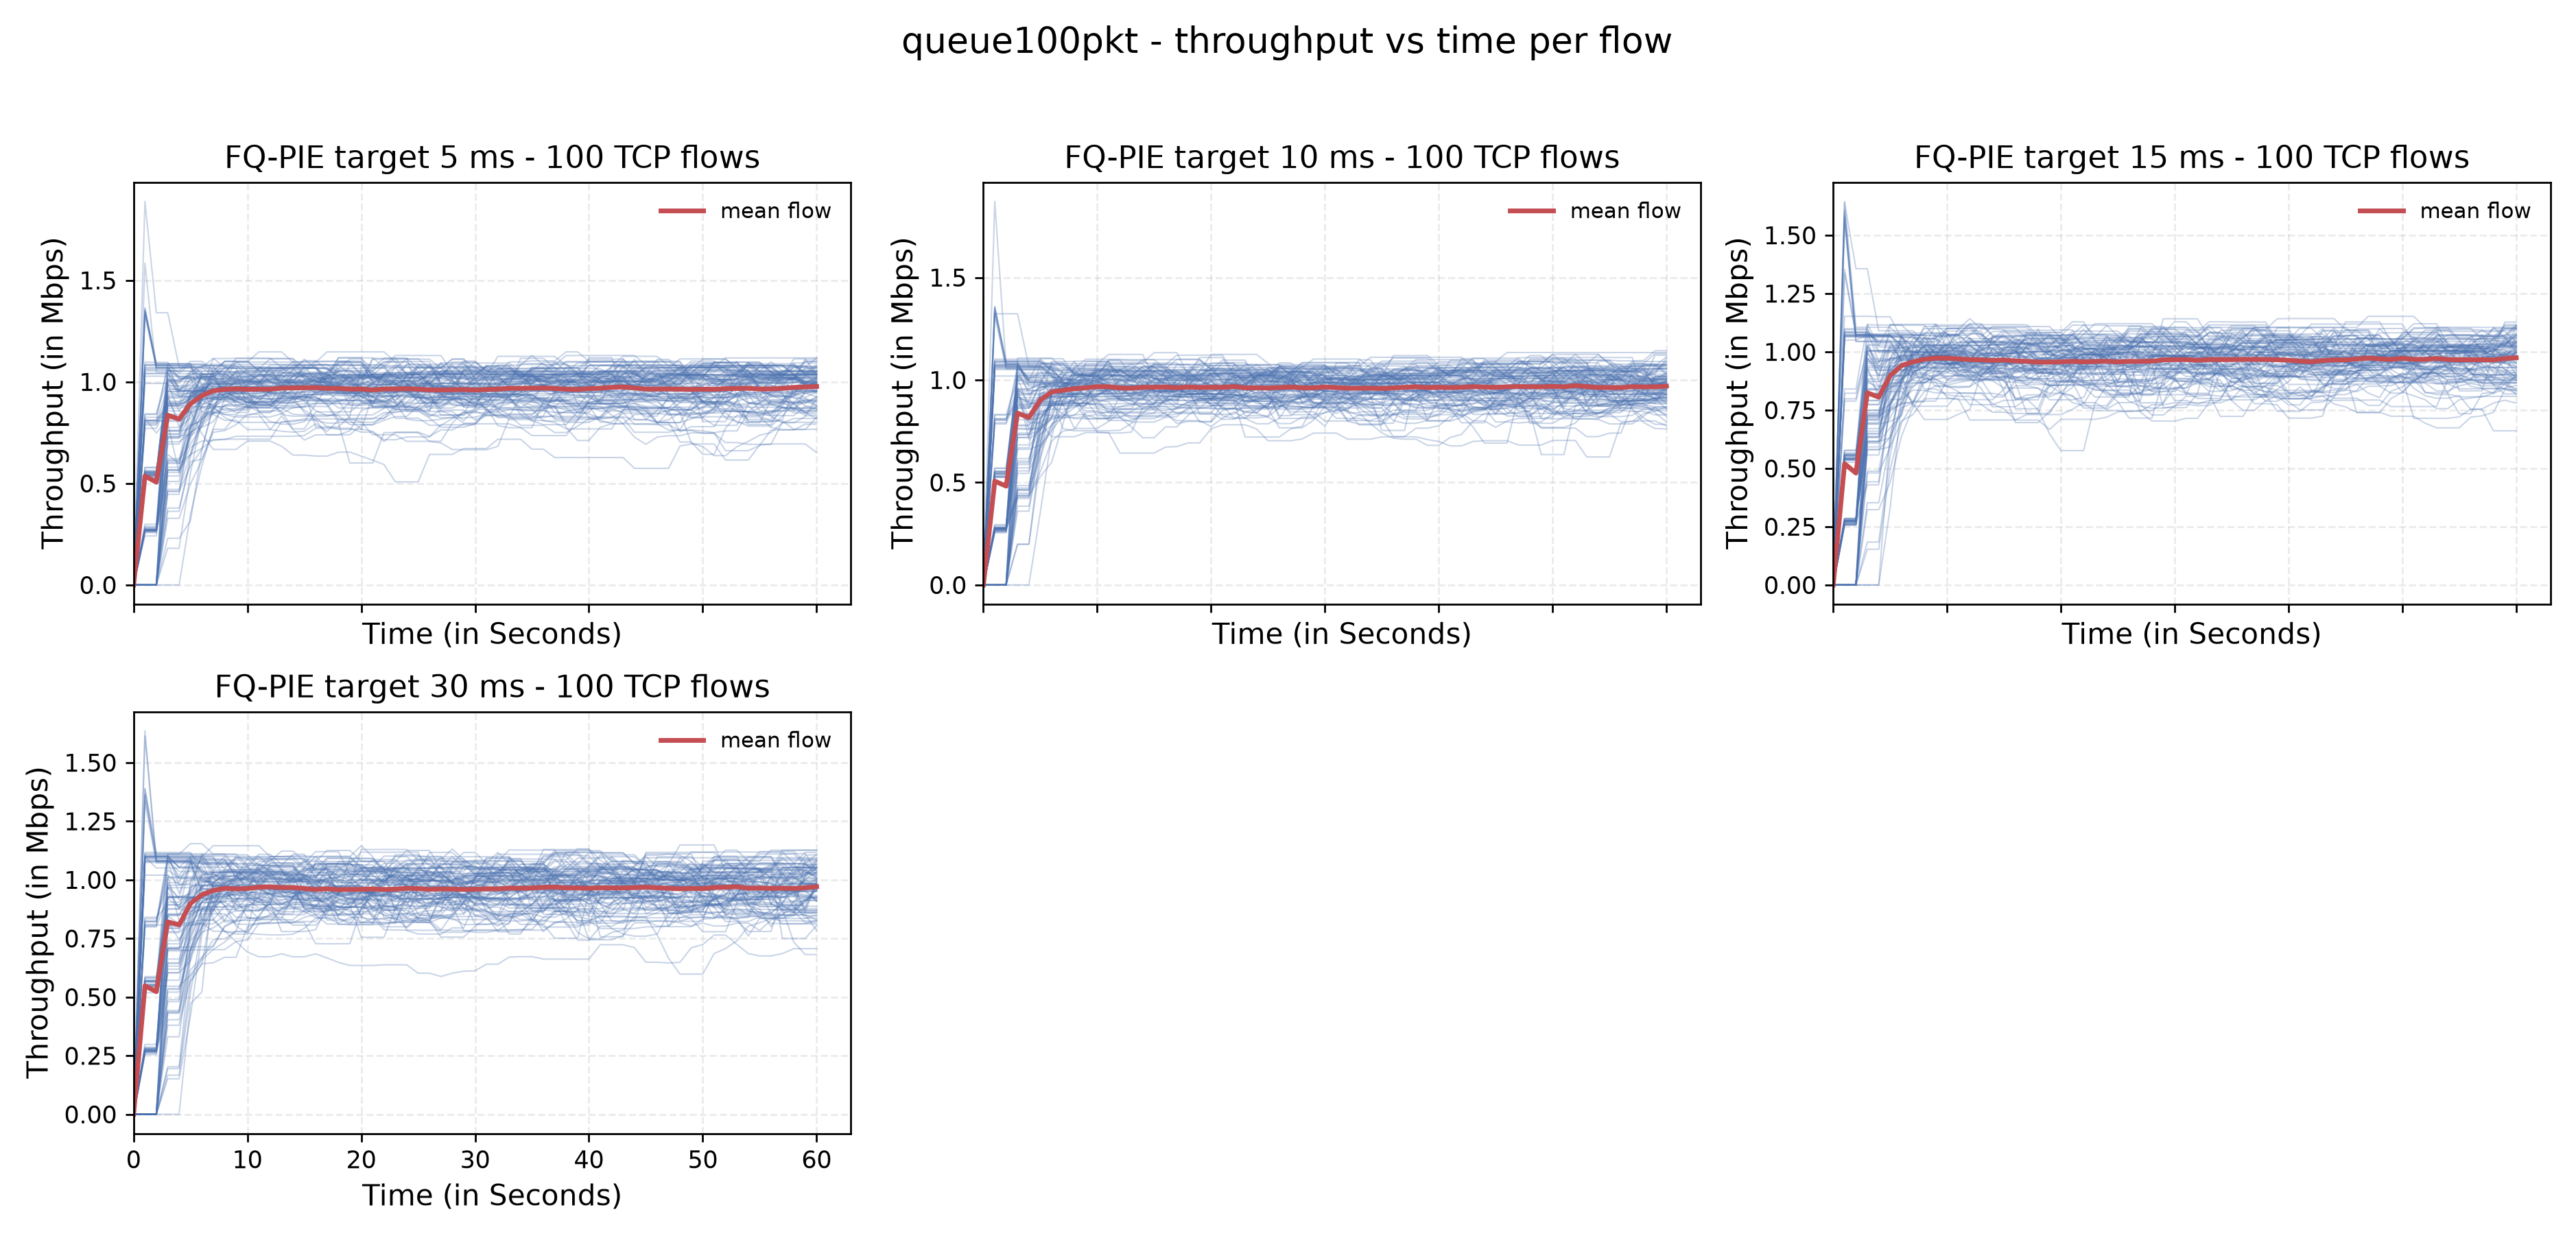 queue100pkt - throughput vs time per flow
FQ-PIE target 5 ms - 100 TCP flows
mean flow
Throughput (in Mbps)
1.5
1.0
0.5
0.0
Time (in Seconds)
FQ-PIE target 10 ms - 100 TCP flows
mean flow
Throughput (in Mbps)
1.5
1.0
0.5
0.0
Time (in Seconds)
FQ-PIE target 15 ms - 100 TCP flows
mean flow
Throughput (in Mbps)
1.50
1.25
1.00
0.75
0.50
0.25
0.00
Time (in Seconds)
FQ-PIE target 30 ms - 100 TCP flows
mean flow
Throughput (in Mbps)
1.50
1.25
1.00
0.75
0.50
0.25
0.00
0 10 20 30 40 50 60
Time (in Seconds)